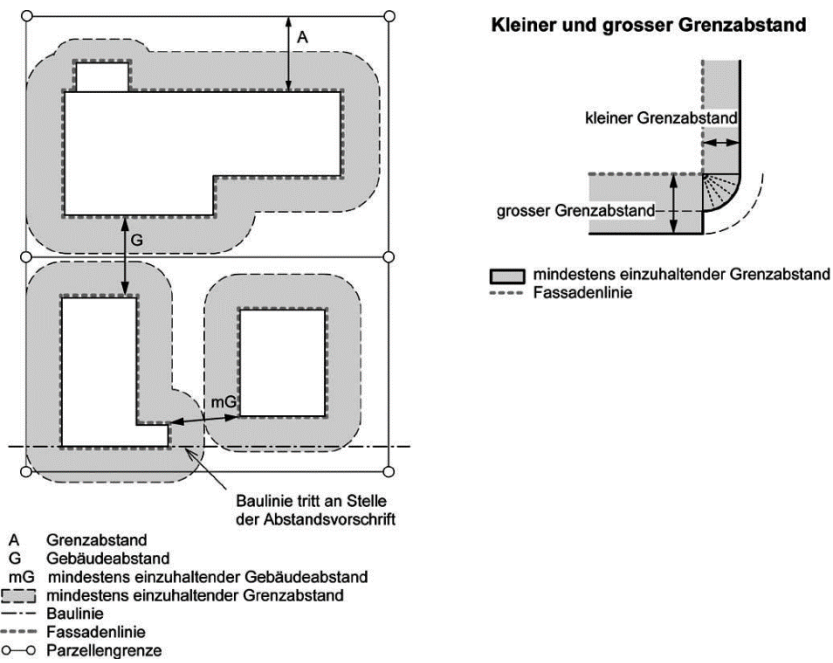 A
G
mG
Baulinie tritt an Stelle
der Abstandsvorschrift
A Grenzabstand
G Gebäudeabstand
mG mindestens einzuhaltender Gebäudeabstand
mindestens einzuhaltender Grenzabstand
Baulinie
Fassadenlinie
Parzellengrenze
Kleiner und grosser Grenzabstand
kleiner Grenzabstand
grosser Grenzabstand
mindestens einzuhaltender Grenzabstand
Fassadenlinie